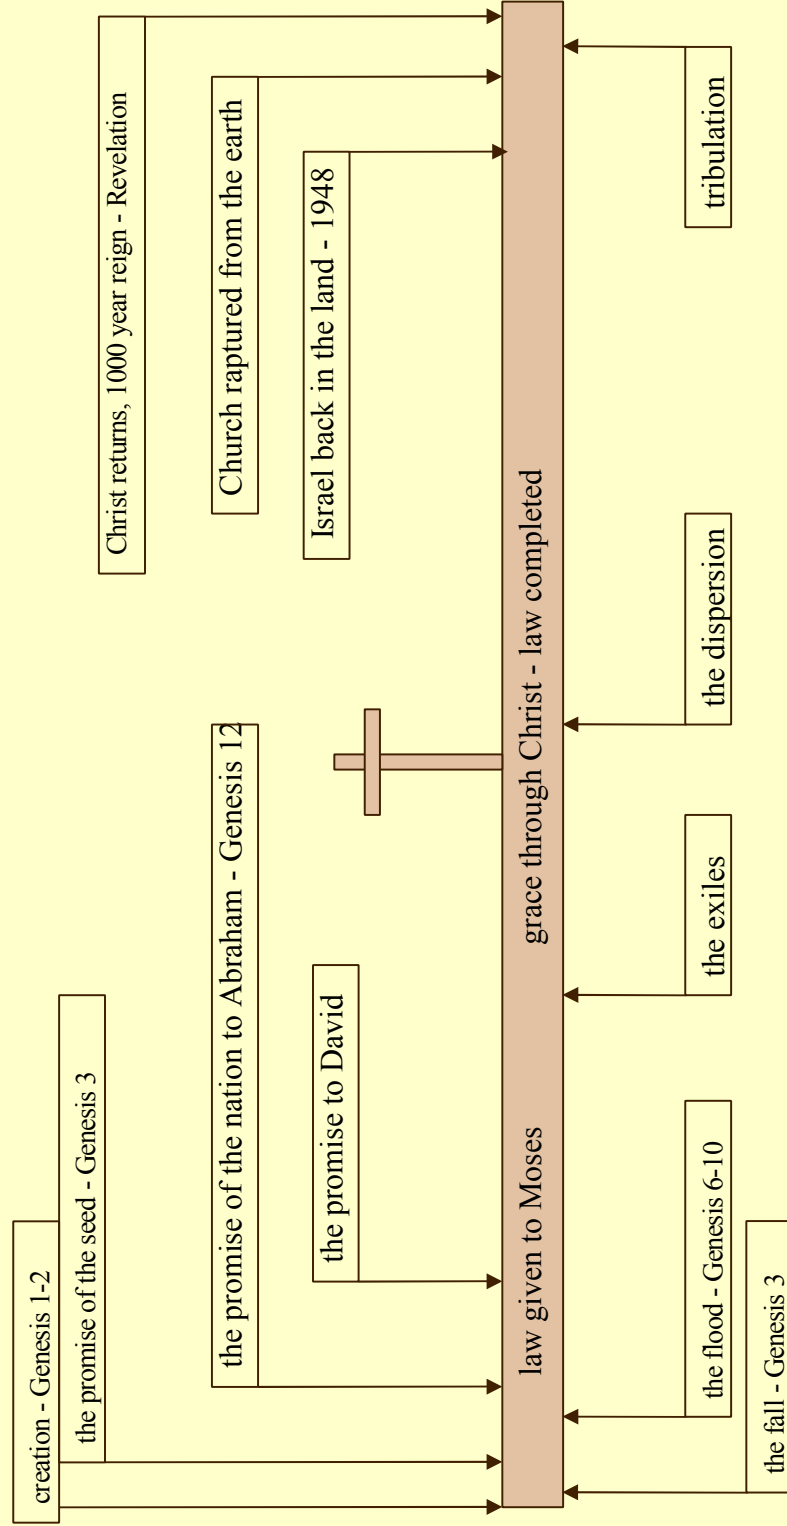 creation - Genesis 1-2
the promise of the seed - Genesis 3
the promise of the nation to Abraham - Genesis 12
the promise to David
Christ returns, 1000 year reign - Revelation
Church raptured from the earth
Israel back in the land - 1948
law given to Moses
grace through Christ - law completed
the flood - Genesis 6-10
the exiles
the dispersion
tribulation
the fall - Genesis 3